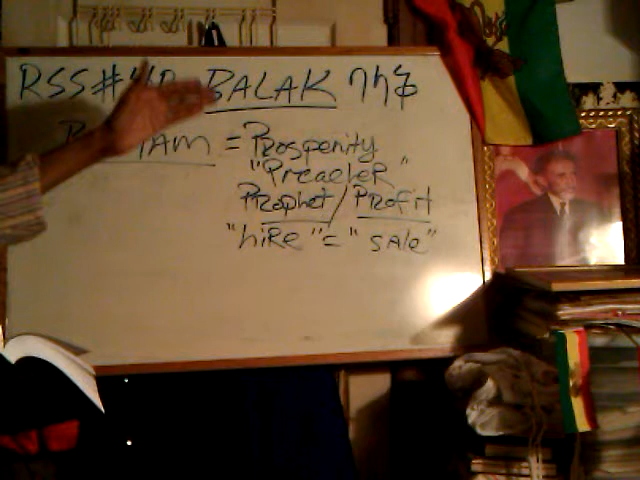 RSS# BALAK ባላቅ
= Prosperity
"Preacher"
Prophet/Profit
"hire" = "sale"